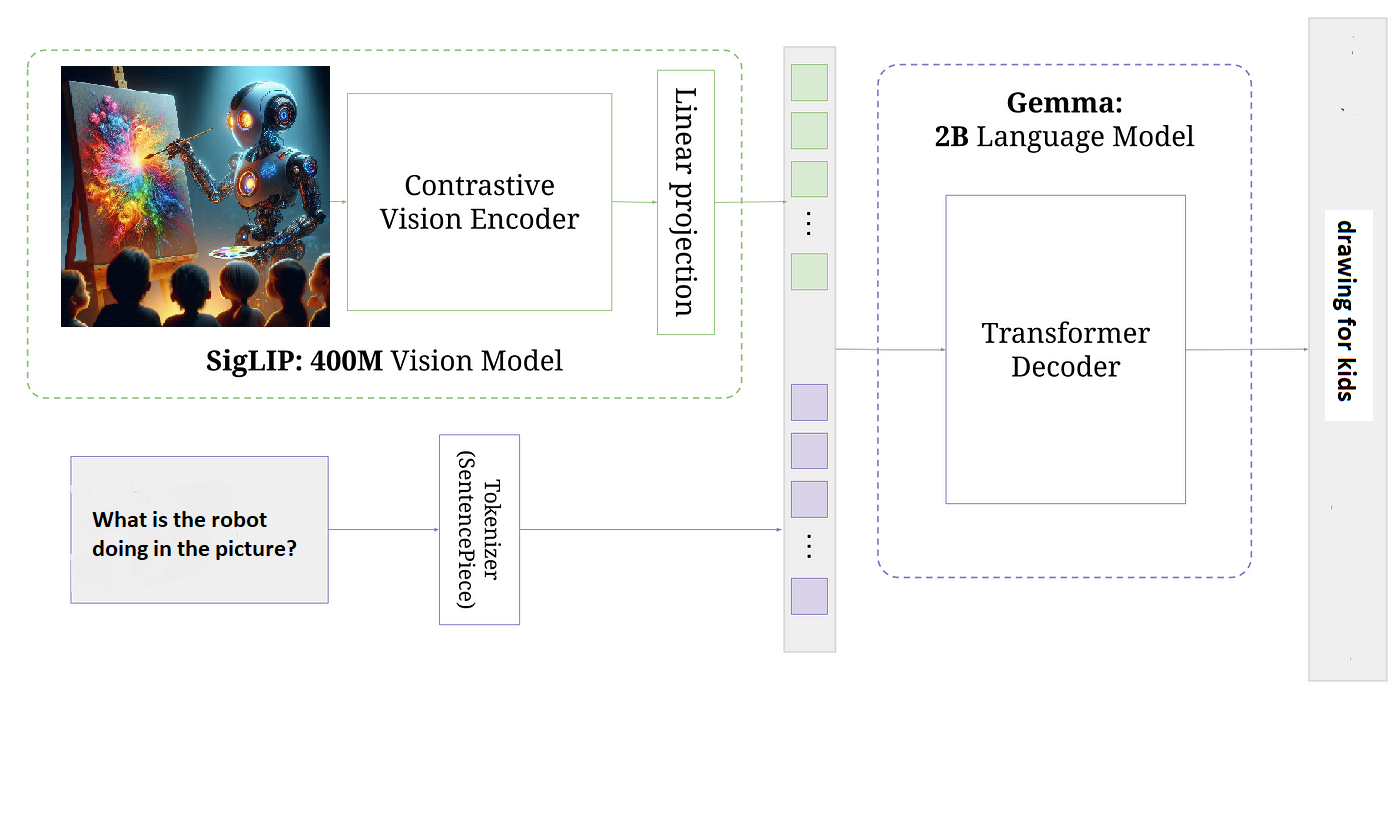 Contrastive
Vision Encoder
Linear projection
SigLIP: 400M Vision Model
What is the robot
doing in the picture?
Tokenizer
(SentencePiece)
Gemma:
2B Language Model
Transformer
Decoder
drawing for kids